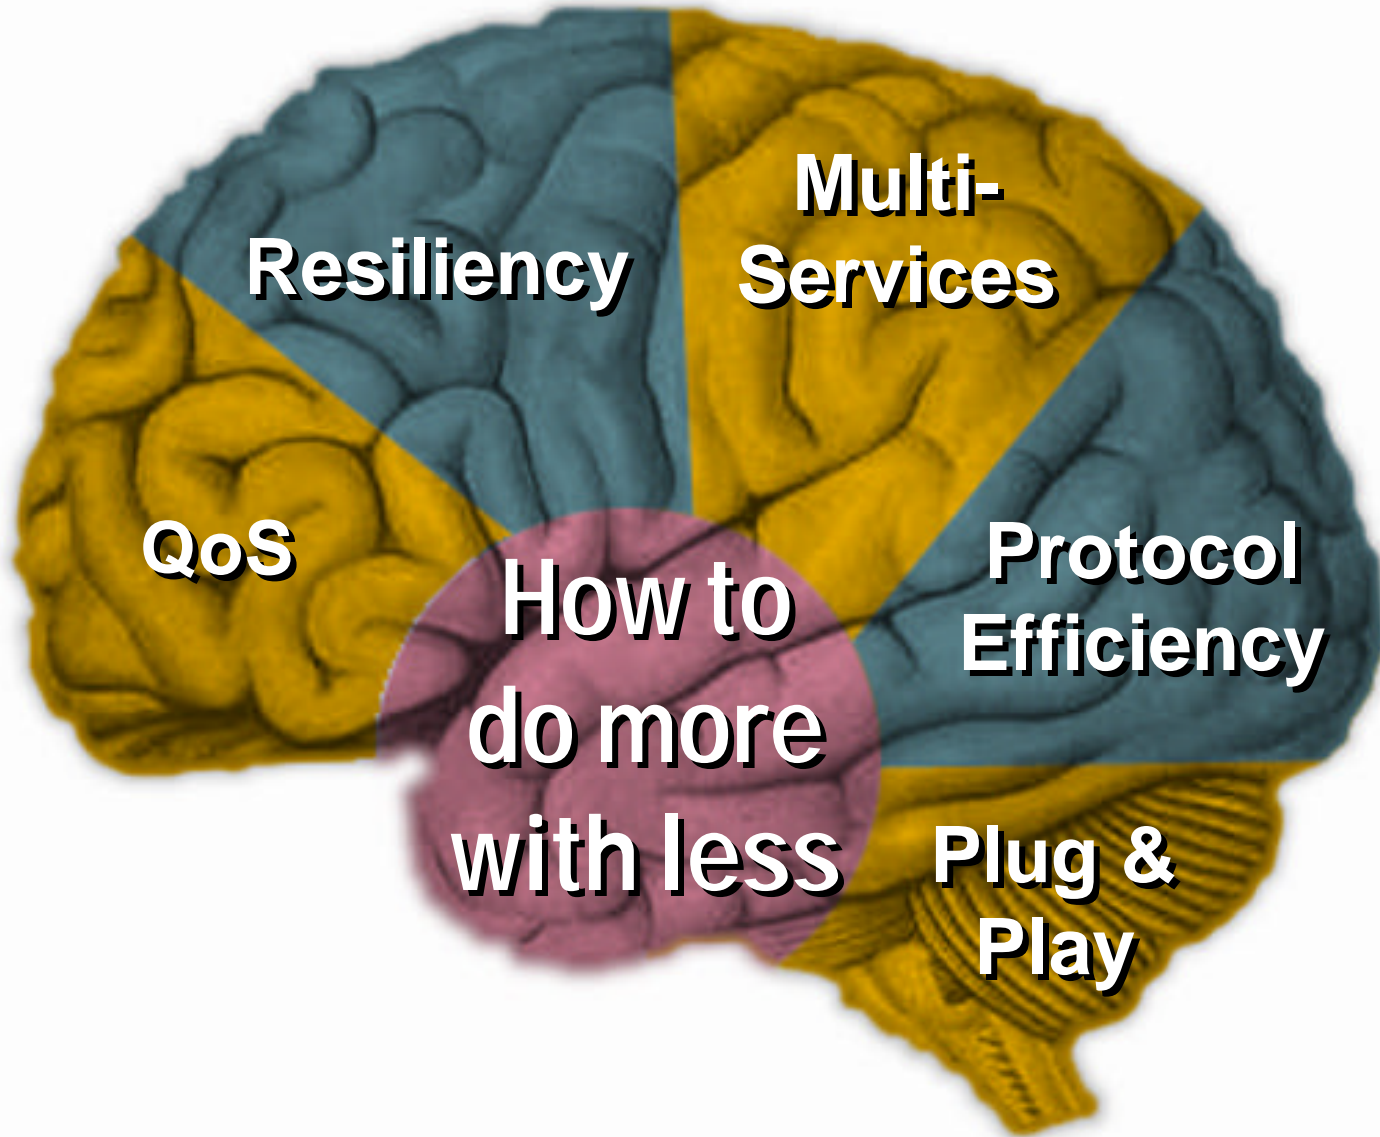 Multi-
Services
Resiliency
QoS
Protocol
Efficiency
How to
do more
with less
Plug &
Play